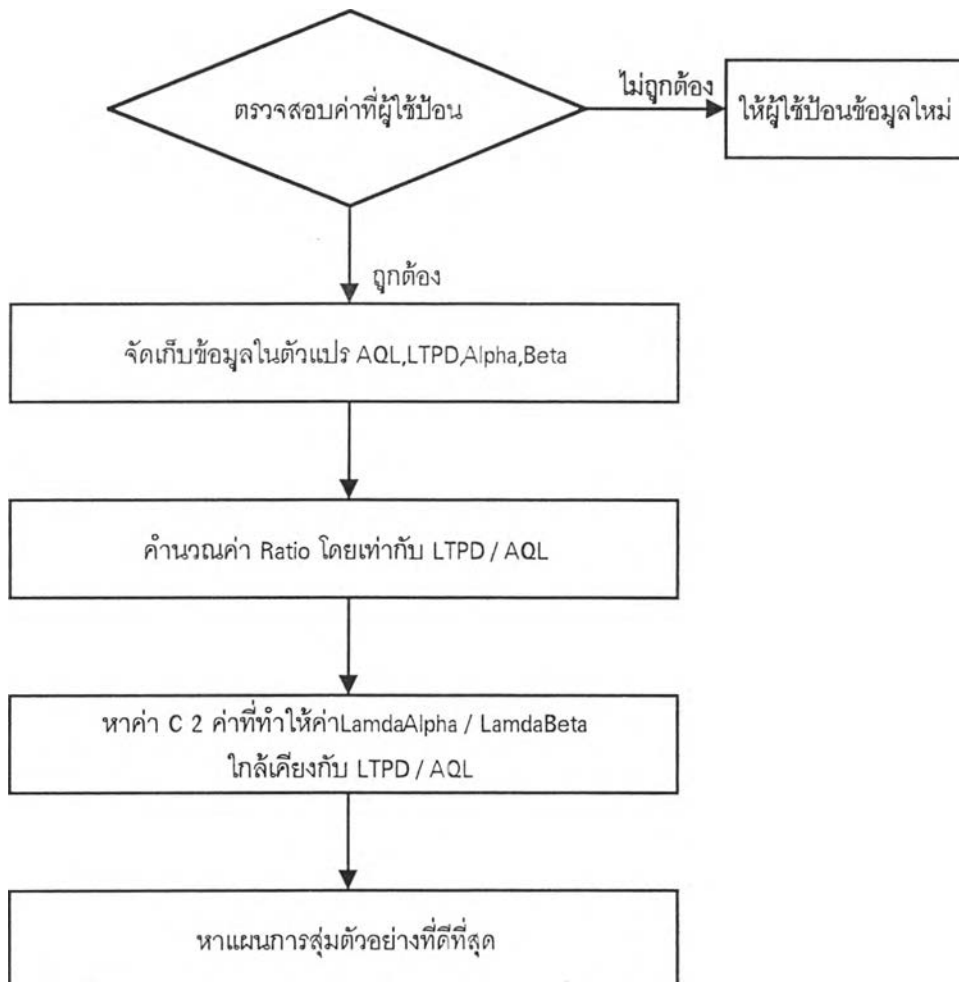 ตรวจสอบค่าที่ผู้ใช้ป้อน
ไม่ถูกต้อง
ให้ผู้ใช้ป้อนข้อมูลใหม่
ถูกต้อง
จัดเก็บข้อมูลในตัวแปร AQL,LTPD,Alpha,Beta
คำนวณค่า Ratio โดยเท่ากับ LTPD / AQL
หาค่า C 2 ค่าที่ทำให้ค่าLamdaAlpha / LamdaBeta
ใกล้เคียงกับ LTPD / AQL
หาแผนการสุ่มตัวอย่างที่ดีที่สุด